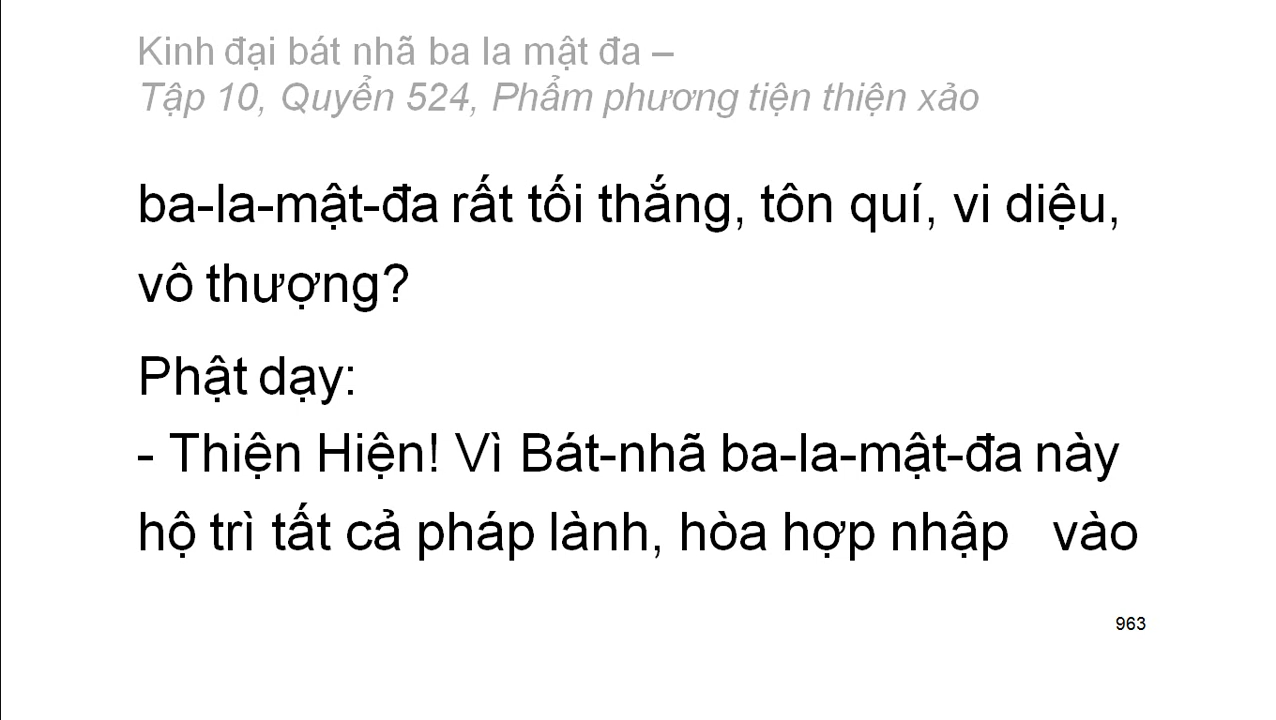 Kinh đại bát nhã ba la mật đa –
Tập 10, Quyển 524, Phẩm phương tiện thiện xảo
ba-la-mật-đa rất tối thắng, tôn quí, vi diệu,
vô thượng?
Phật dạy:
- Thiện Hiện! Vì Bát-nhã ba-la-mật-đa này
hộ trì tất cả pháp lành, hòa hợp nhập vào
963